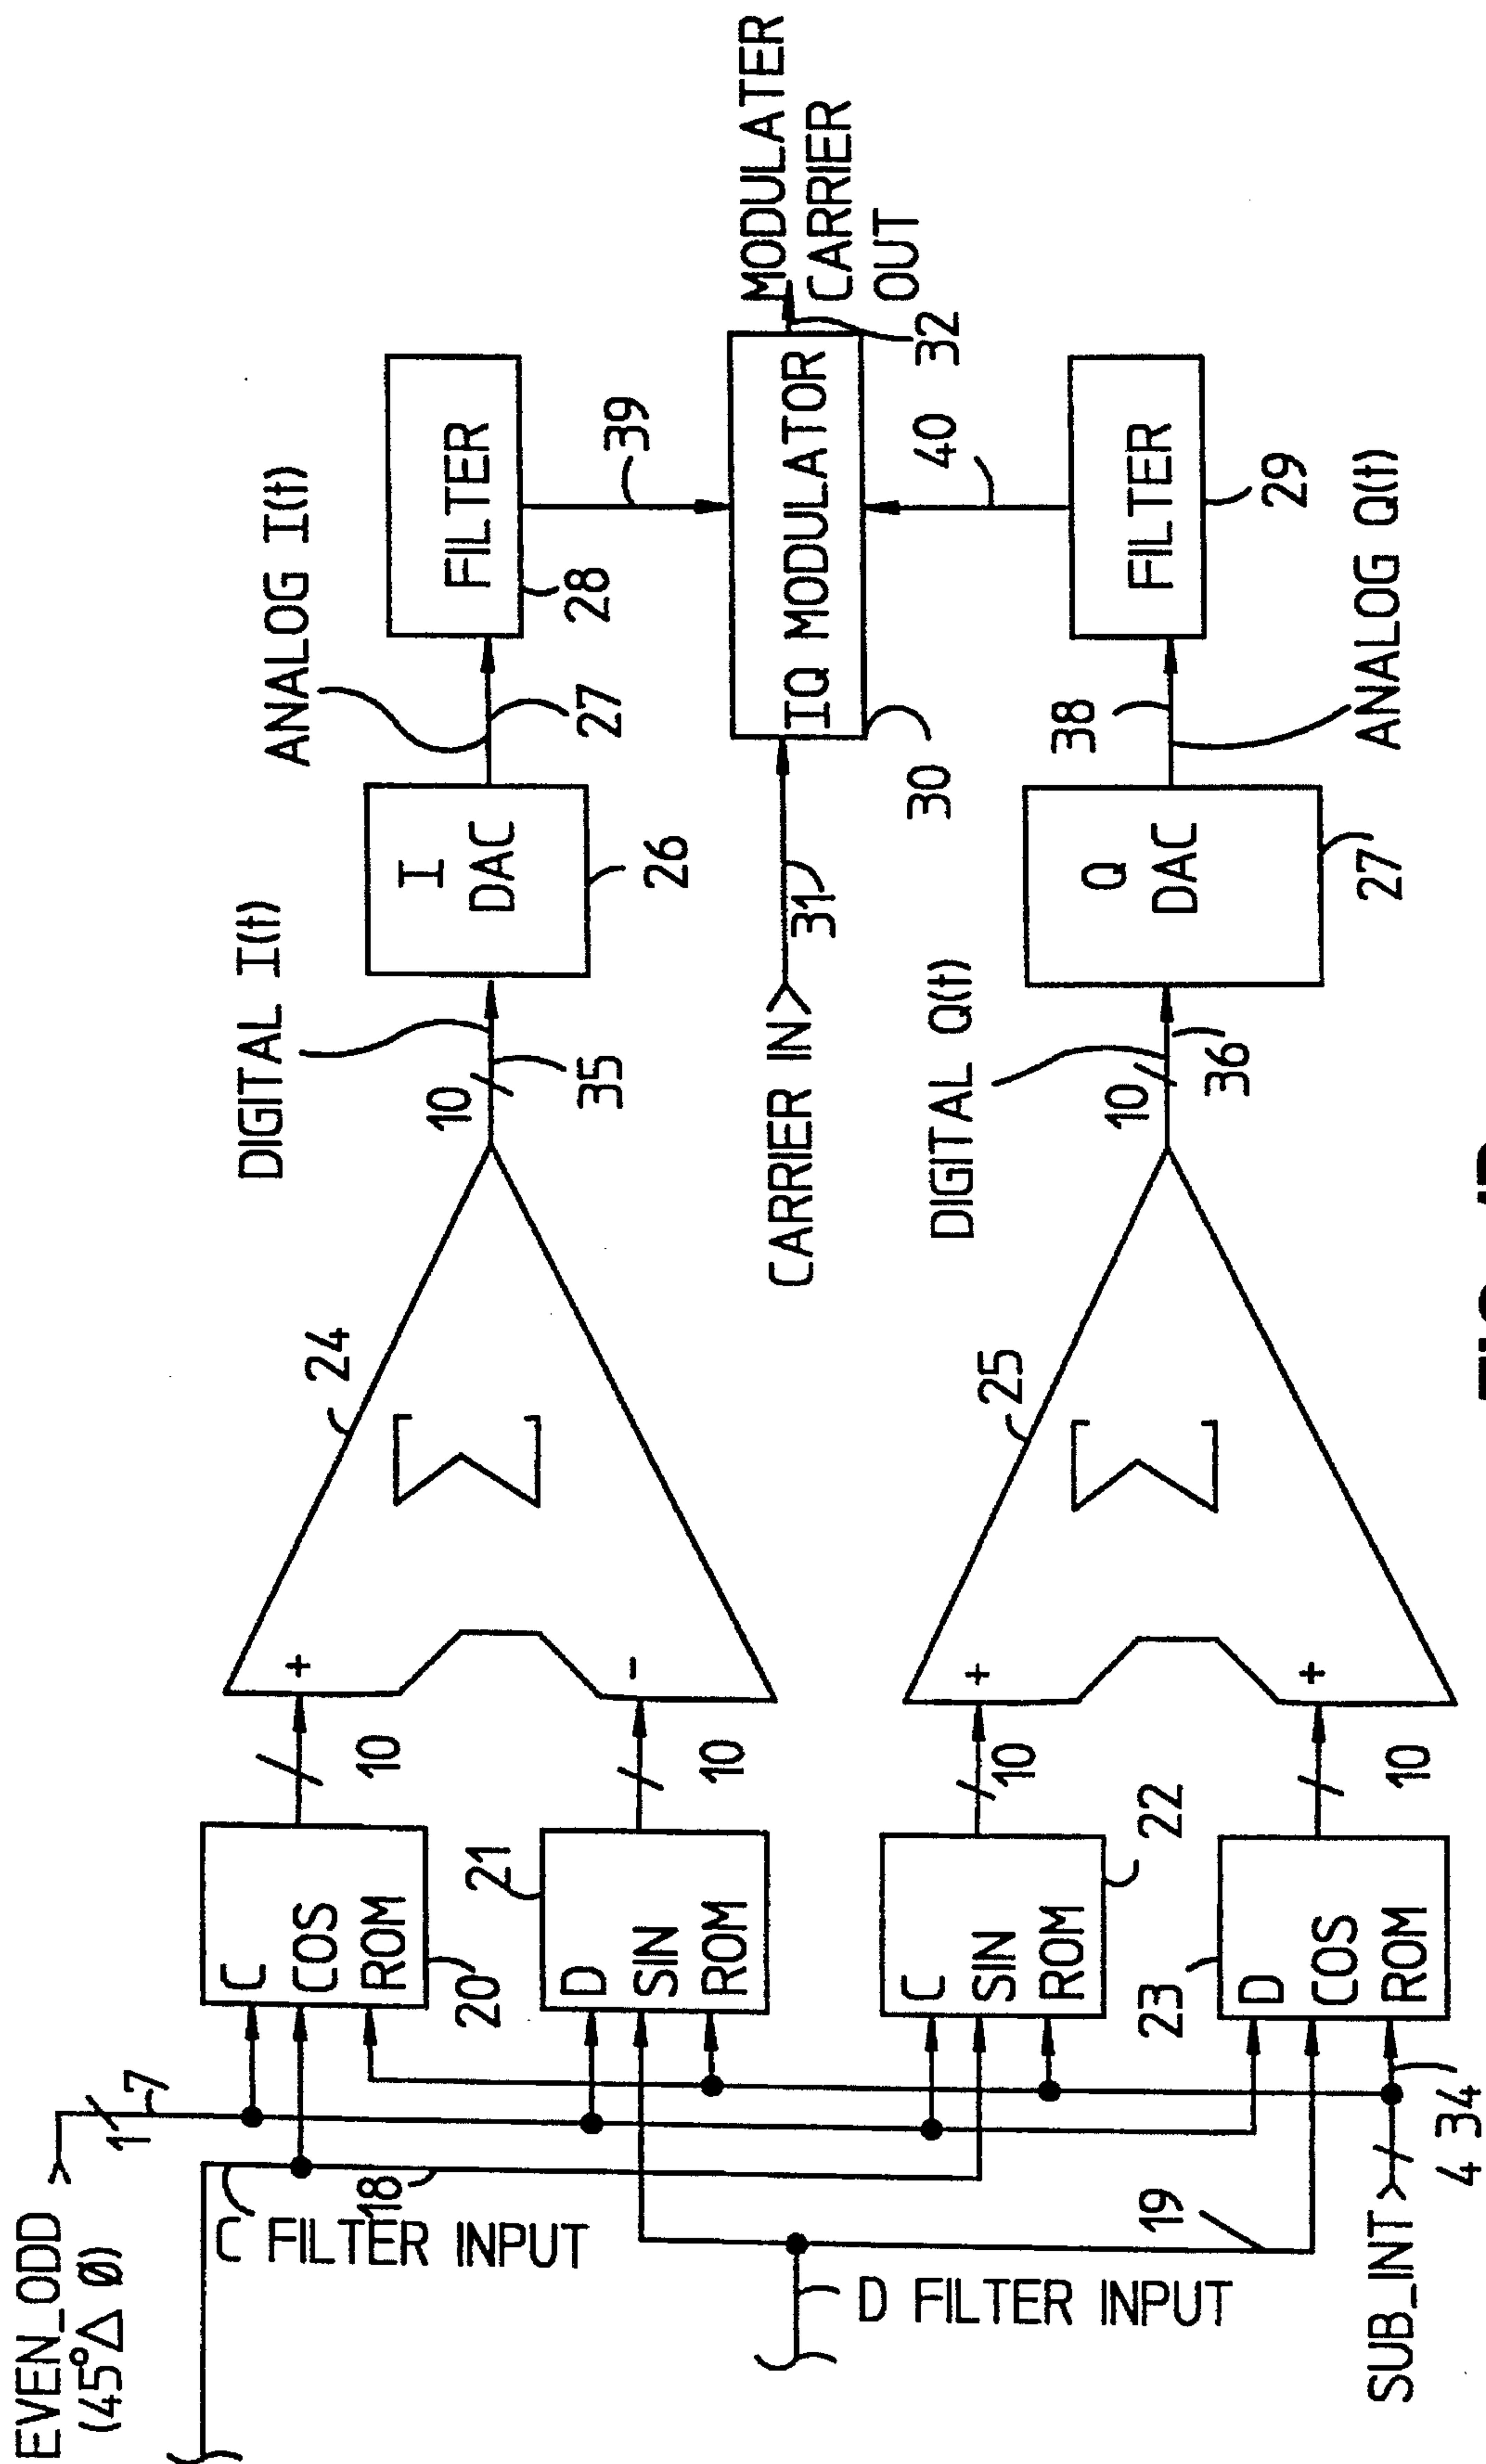 EVEN_ODD
(45°△ Ø)
1
7
C FILTER INPUT
18
D FILTER INPUT
19
SUB_INT
4
34
C
COS
ROM
20
10
D
SIN
ROM
21
10
C
SIN
ROM
22
10
D
COS
ROM
23
10
+
-
24
Σ
+
+
25
Σ
DIGITAL I(t)
10
35
CARRIER IN
31
DIGITAL Q(t)
10
36
I
DAC
26
Q
DAC
27
ANALOG I(t)
27
38
ANALOG Q(t)
FILTER
28
39
IQ MODULATOR
30
40
FILTER
29
32
MODULATER
CARRIER
OUT